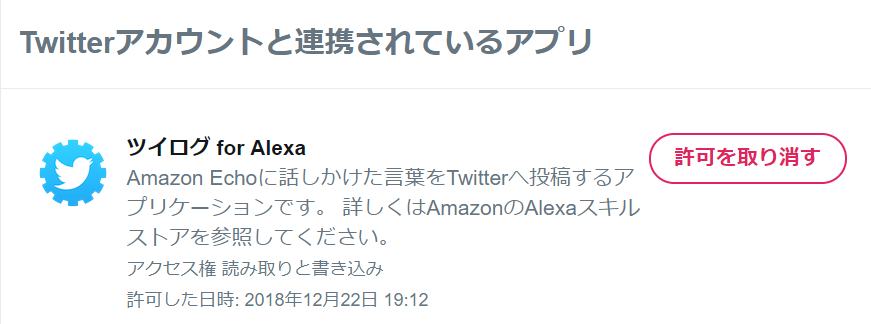 Twitterアカウントと連携されているアプリ
ツイログ for Alexa
許可を取り消す
Amazon Echoに話しかけた言葉をTwitterへ投稿するア
プリケーションです。 詳しくはAmazonのAlexaスキル
ストアを参照してください。
アクセス権 読み取りと書き込み
許可した日時: 2018年12月22日 19:12